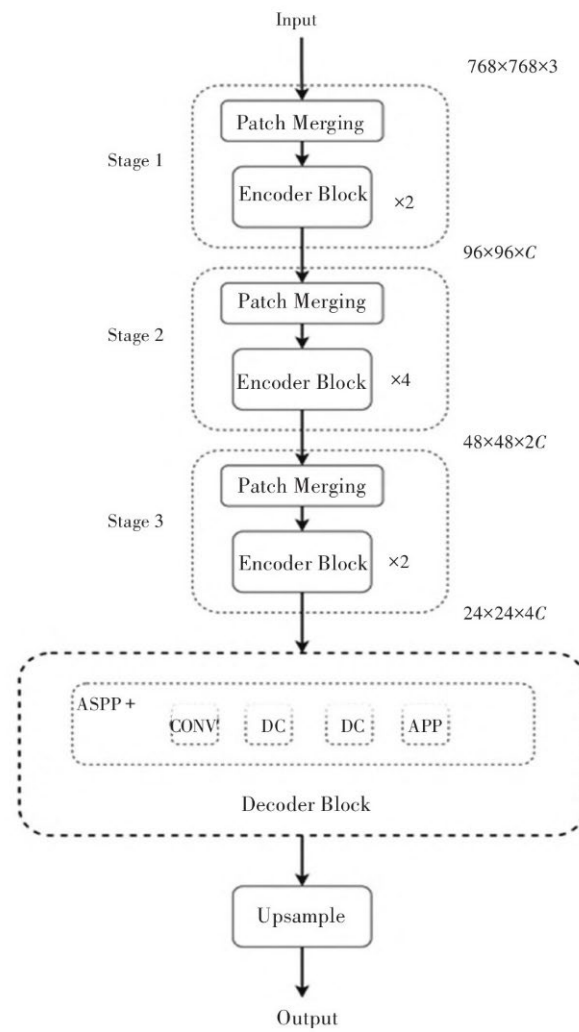 Input
768×768×3
Patch Merging
Stage 1
Encoder Block
×2
96×96×C
Patch Merging
Stage 2
Encoder Block
×4
48×48×2C
Patch Merging
Stage 3
Encoder Block
×2
24×24×4C
ASPP+
CONV
DC
DC
APP
Decoder Block
Upsample
Output